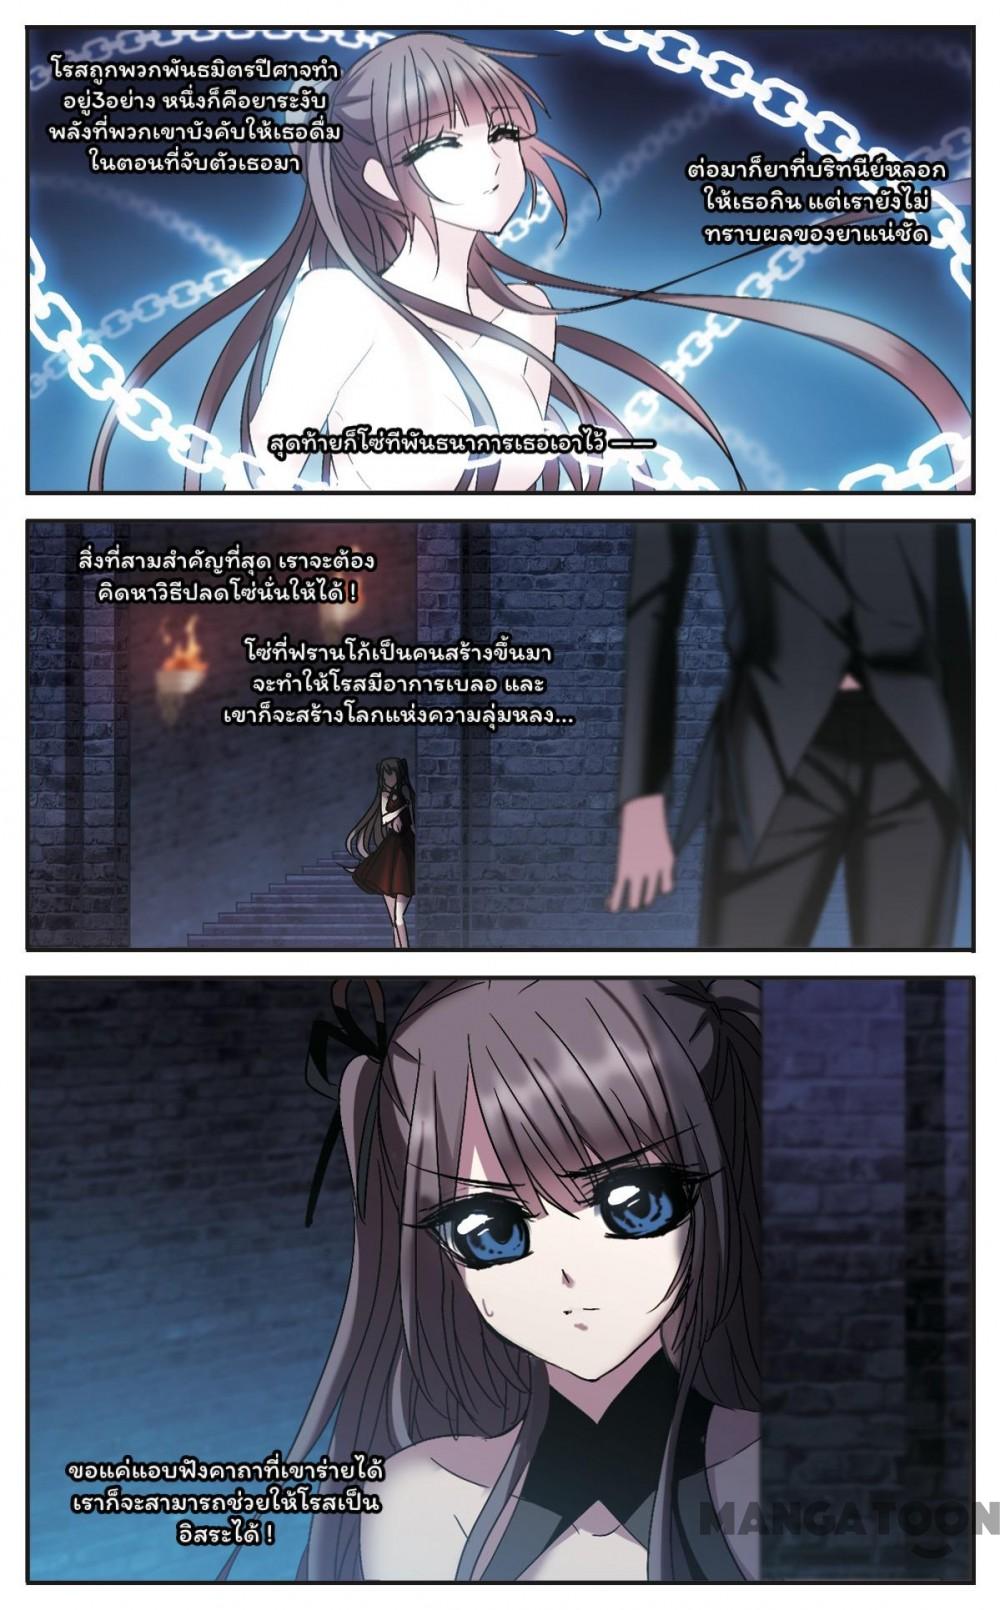 โรสถูกพวกพันธมิตรปีศาจทำ
อยู่3อย่าง หนึ่งก็คือยาระงับ
พลังที่พวกเขาบังคับให้เธอดื่ม
ในตอนที่จับตัวเธอมา
ต่อมาก็ยาที่บริทนีย์หลอก
ให้เธอกิน แต่เรายังไม่
ทราบผลของยาแน่ชัด
สุดท้ายก็โซ่ทีพันธนาการเธอเอาไว้ ——
สิ่งที่สามสำคัญที่สุด เราจะต้อง
คิดหาวิธีปลดโซ่นั่นให้ได้ !
โซ่ที่ฟรานโก้เป็นคนสร้างขึ้นมา
จะทำให้โรสมีอาการเบลอ และ
เขาก็จะสร้างโลกแห่งความลุ่มหลง...
ขอแค่แอบฟังคาถาที่เขาร่ายได้
เราก็จะสามารถช่วยให้โรสเป็น
อิสระได้ !
MANGATOON